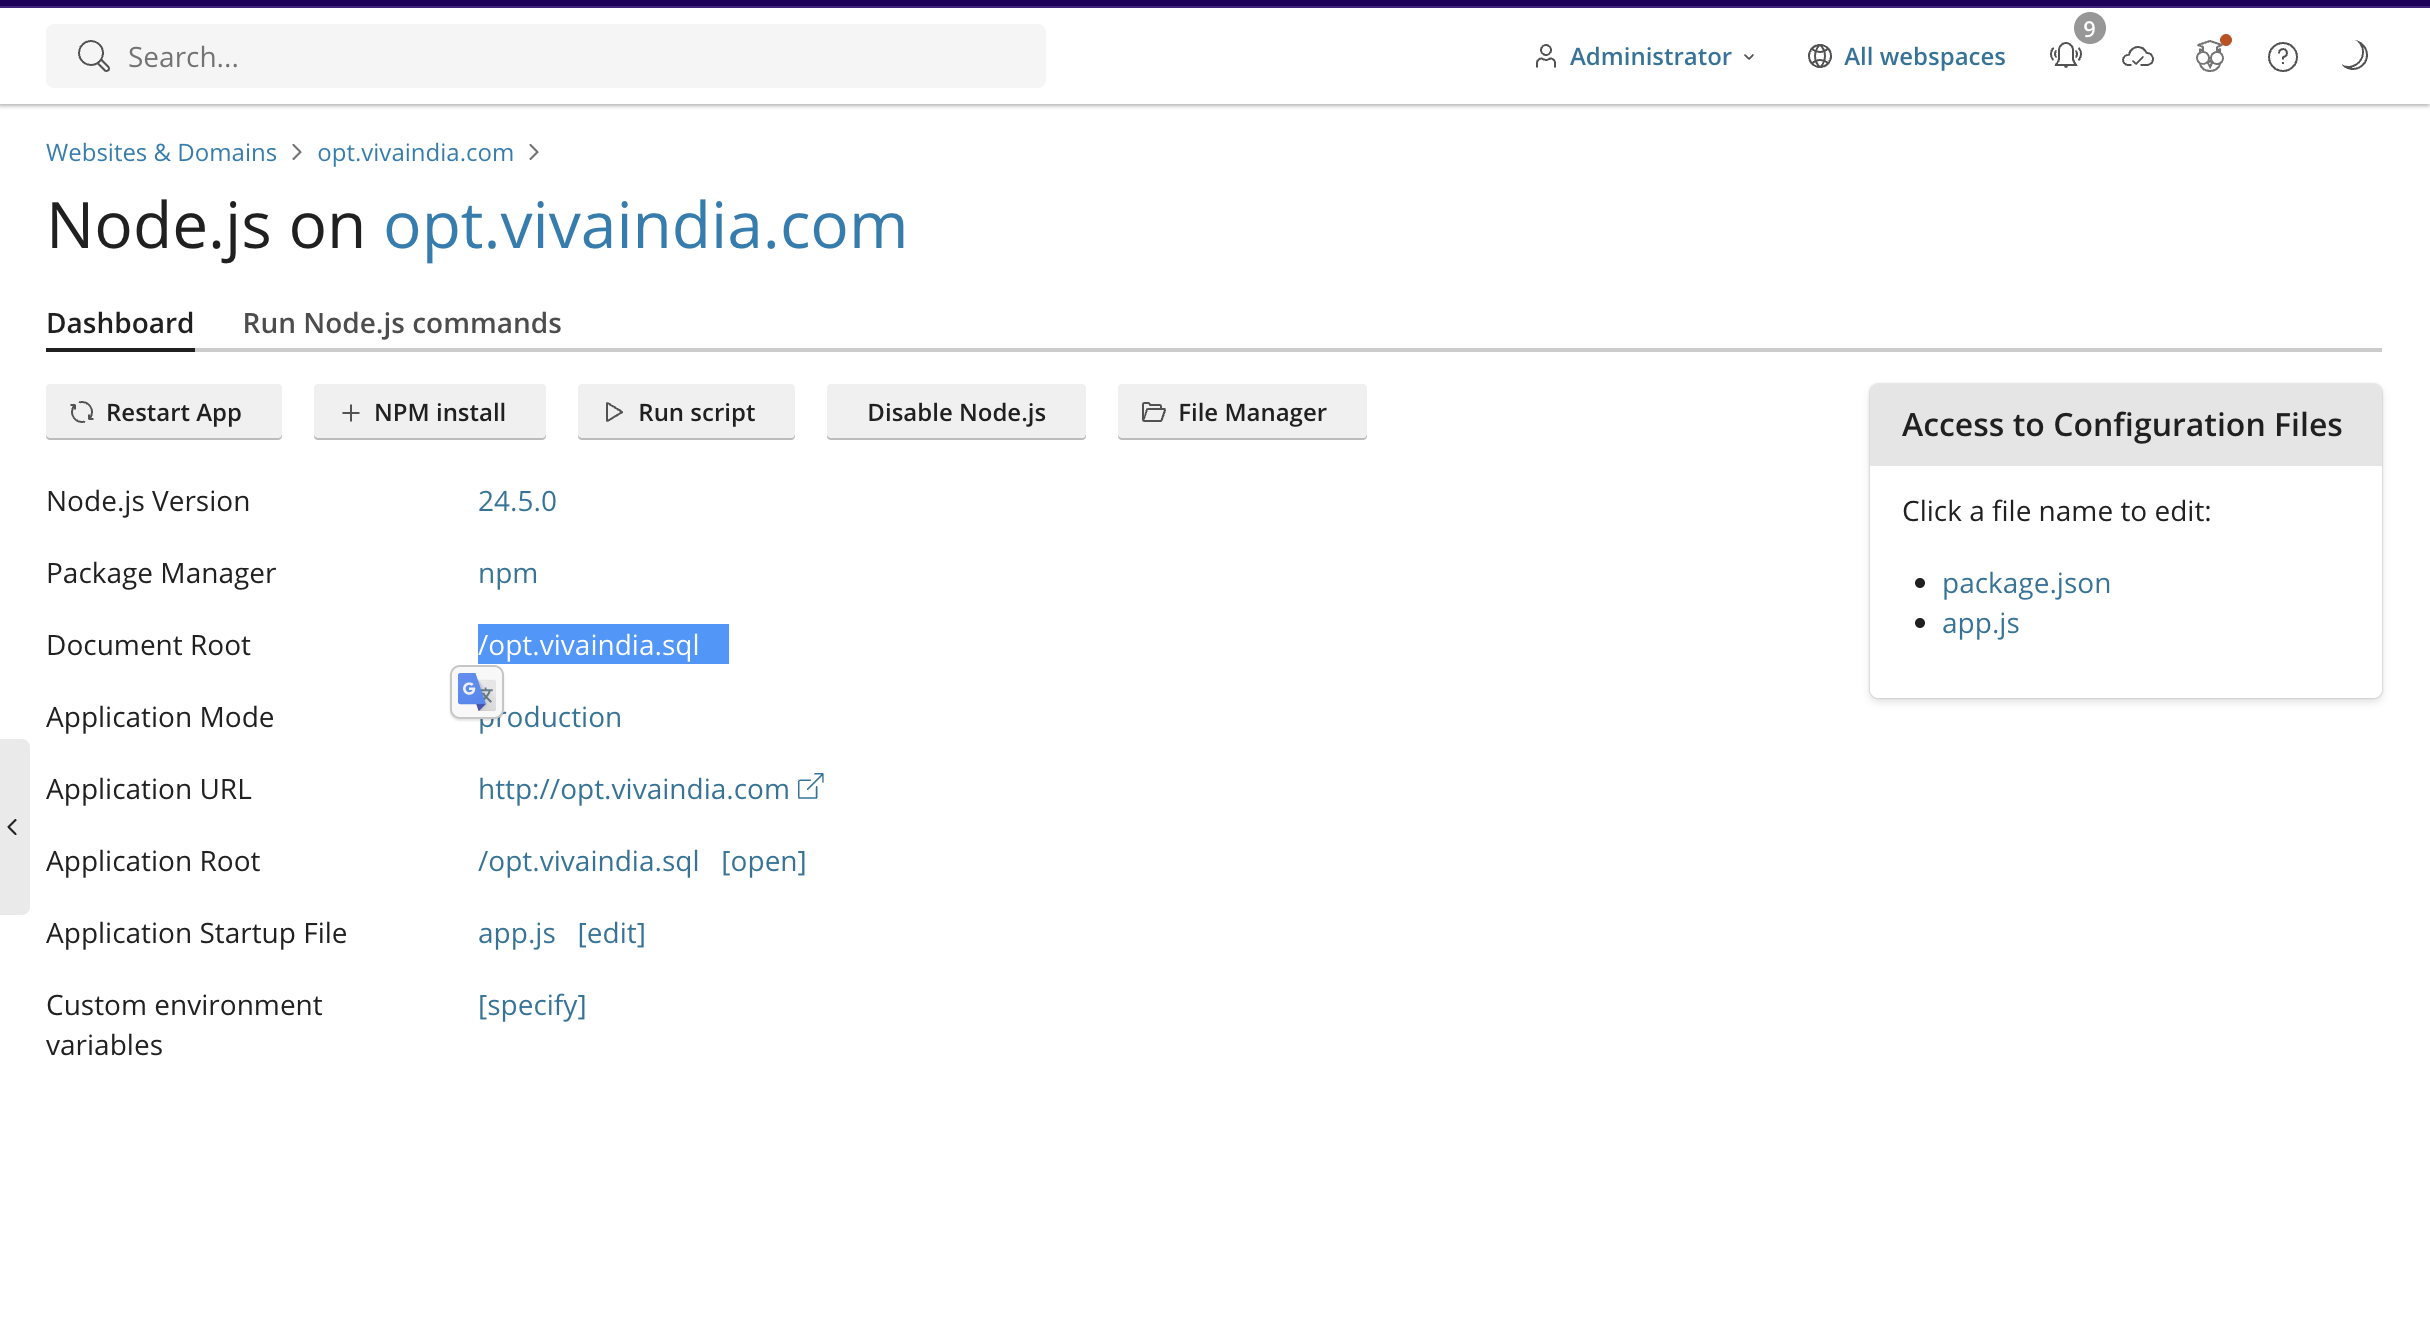 Search...
Administrator
All webspaces
9
Websites & Domains > opt.vivaindia.com >
Node.js on opt.vivaindia.com
Dashboard
Run Node.js commands
Restart App
NPM install
Run script
Disable Node.js
File Manager
Node.js Version 24.5.0
Package Manager npm
Document Root /opt.vivaindia.sql
Application Mode production
Application URL http://opt.vivaindia.com
Application Root /opt.vivaindia.sql [open]
Application Startup File app.js [edit]
Custom environment variables [specify]
Access to Configuration Files
Click a file name to edit:
package.json
app.js